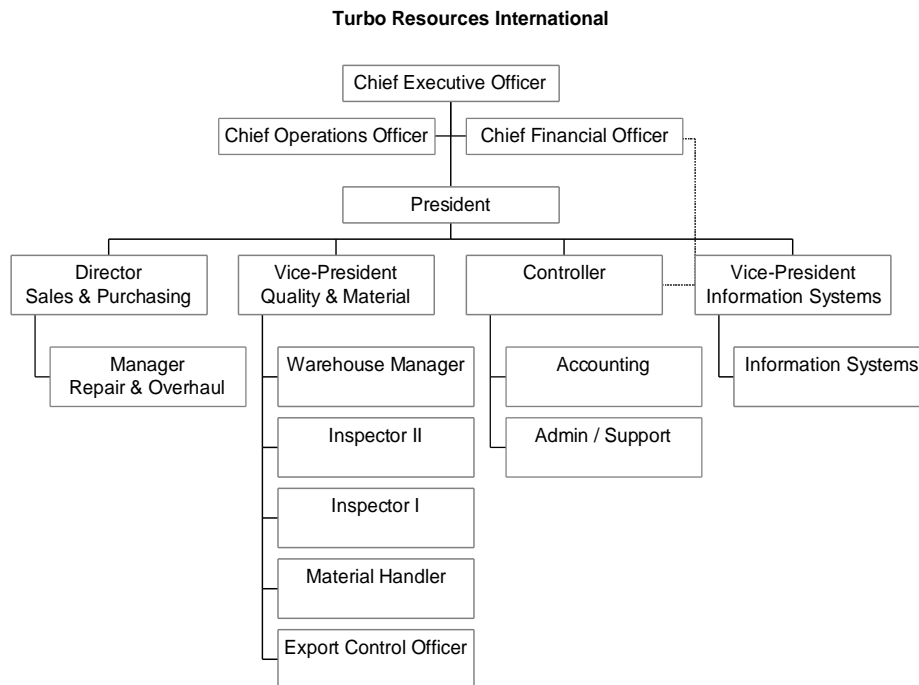 Turbo Resources International
Chief Executive Officer
Chief Operations Officer
Chief Financial Officer
President
Director
Sales & Purchasing
Vice-President
Quality & Material
Controller
Vice-President
Information Systems
Manager
Repair & Overhaul
Warehouse Manager
Accounting
Information Systems
Inspector II
Admin / Support
Inspector I
Material Handler
Export Control Officer